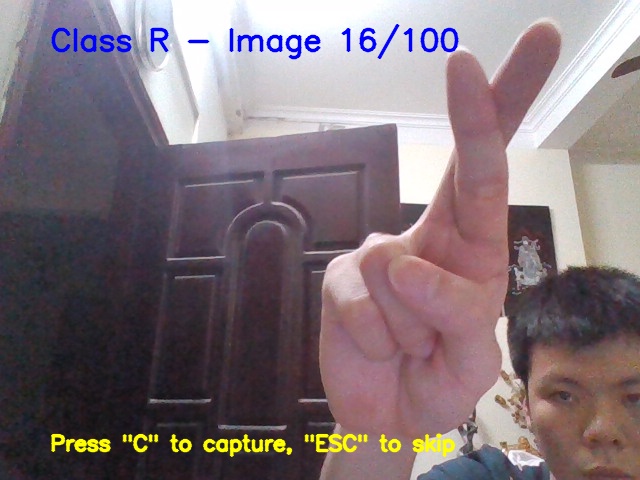 Class R - Image 16/100
Press "C" to capture, "ESC" to skip